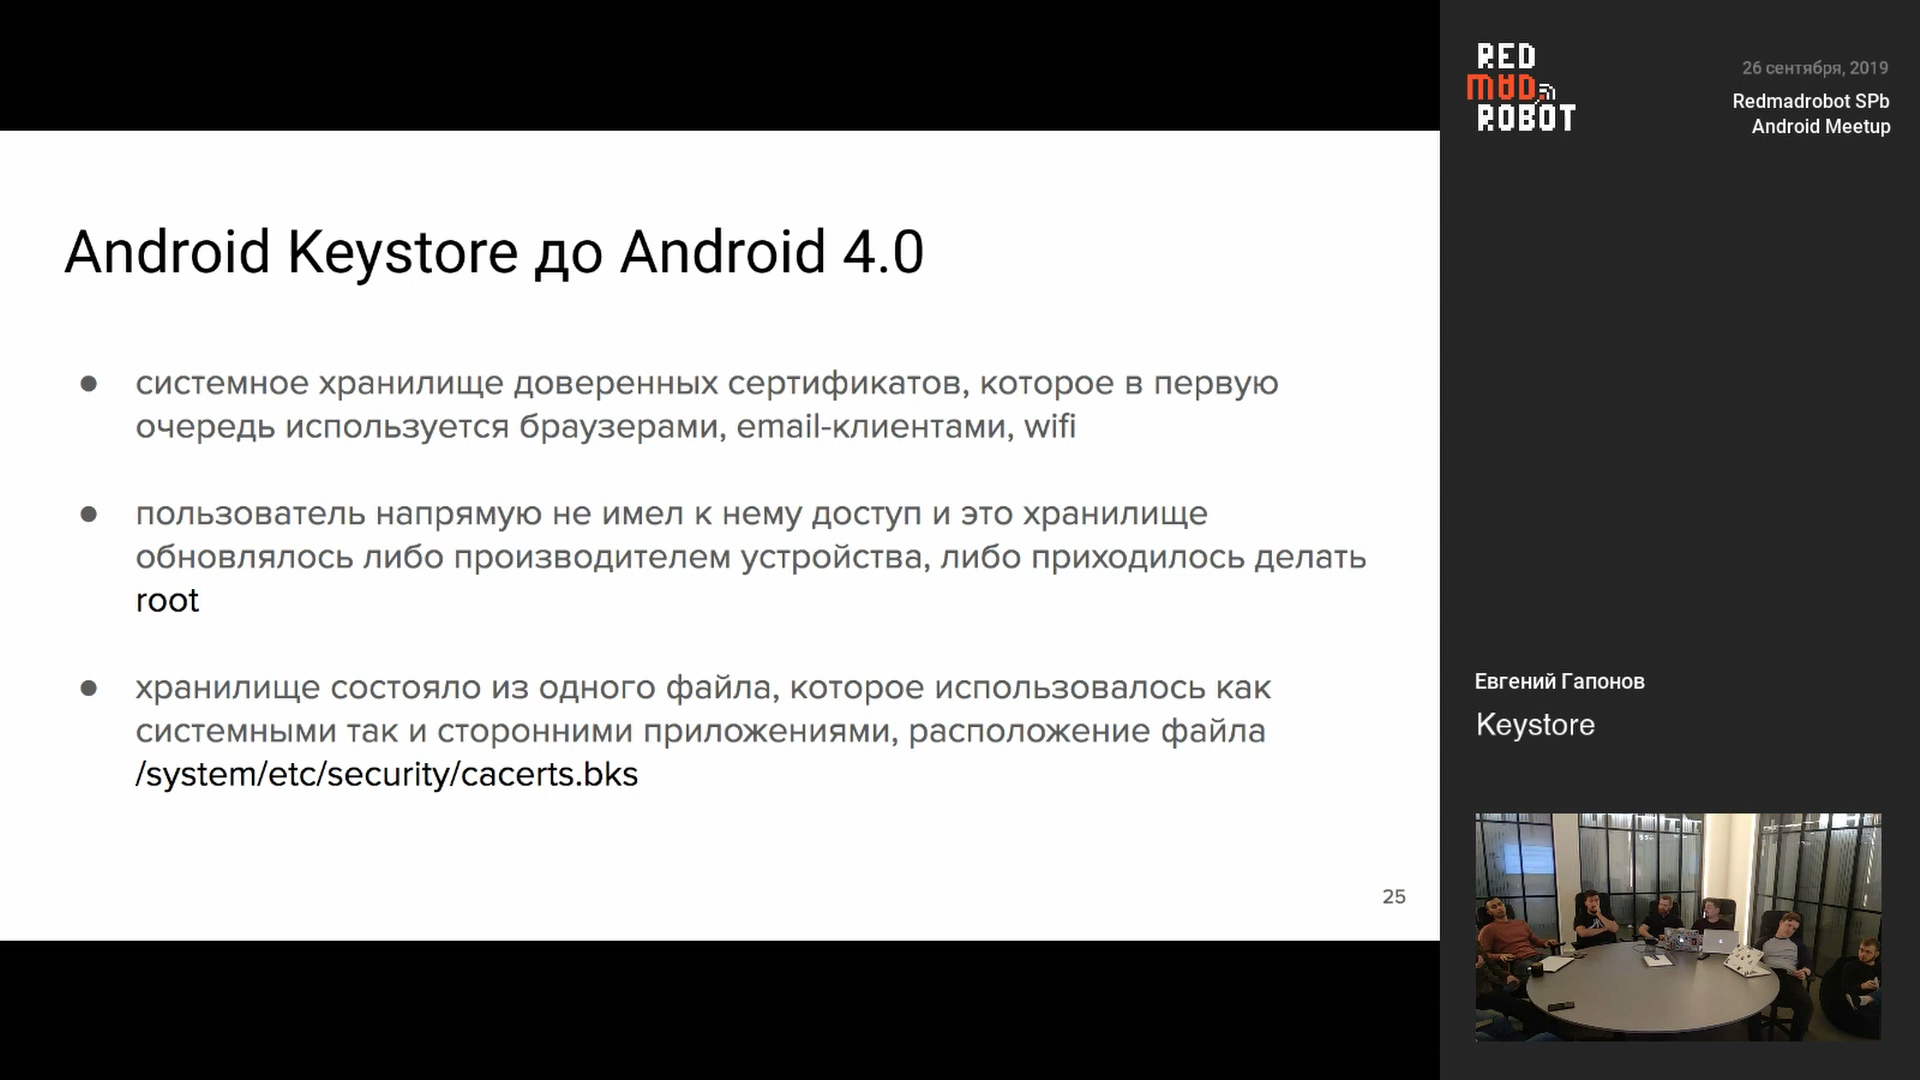 Android Keystore до Android 4.0
системное хранилище доверенных сертификатов, которое в первую
очередь используется браузерами, email-клиентами, wifi
пользователь напрямую не имел к нему доступ и это хранилище
обновлялось либо производителем устройства, либо приходилось делать
root
хранилище состояло из одного файла, которое использовалось как
системными так и сторонними приложениями, расположение файла
/system/etc/security/cacerts.bks
25
RED
MAD
ROBOT
26 сентября, 2019
Redmadrobot SPb
Android Meetup
Евгений Гапонов
Keystore